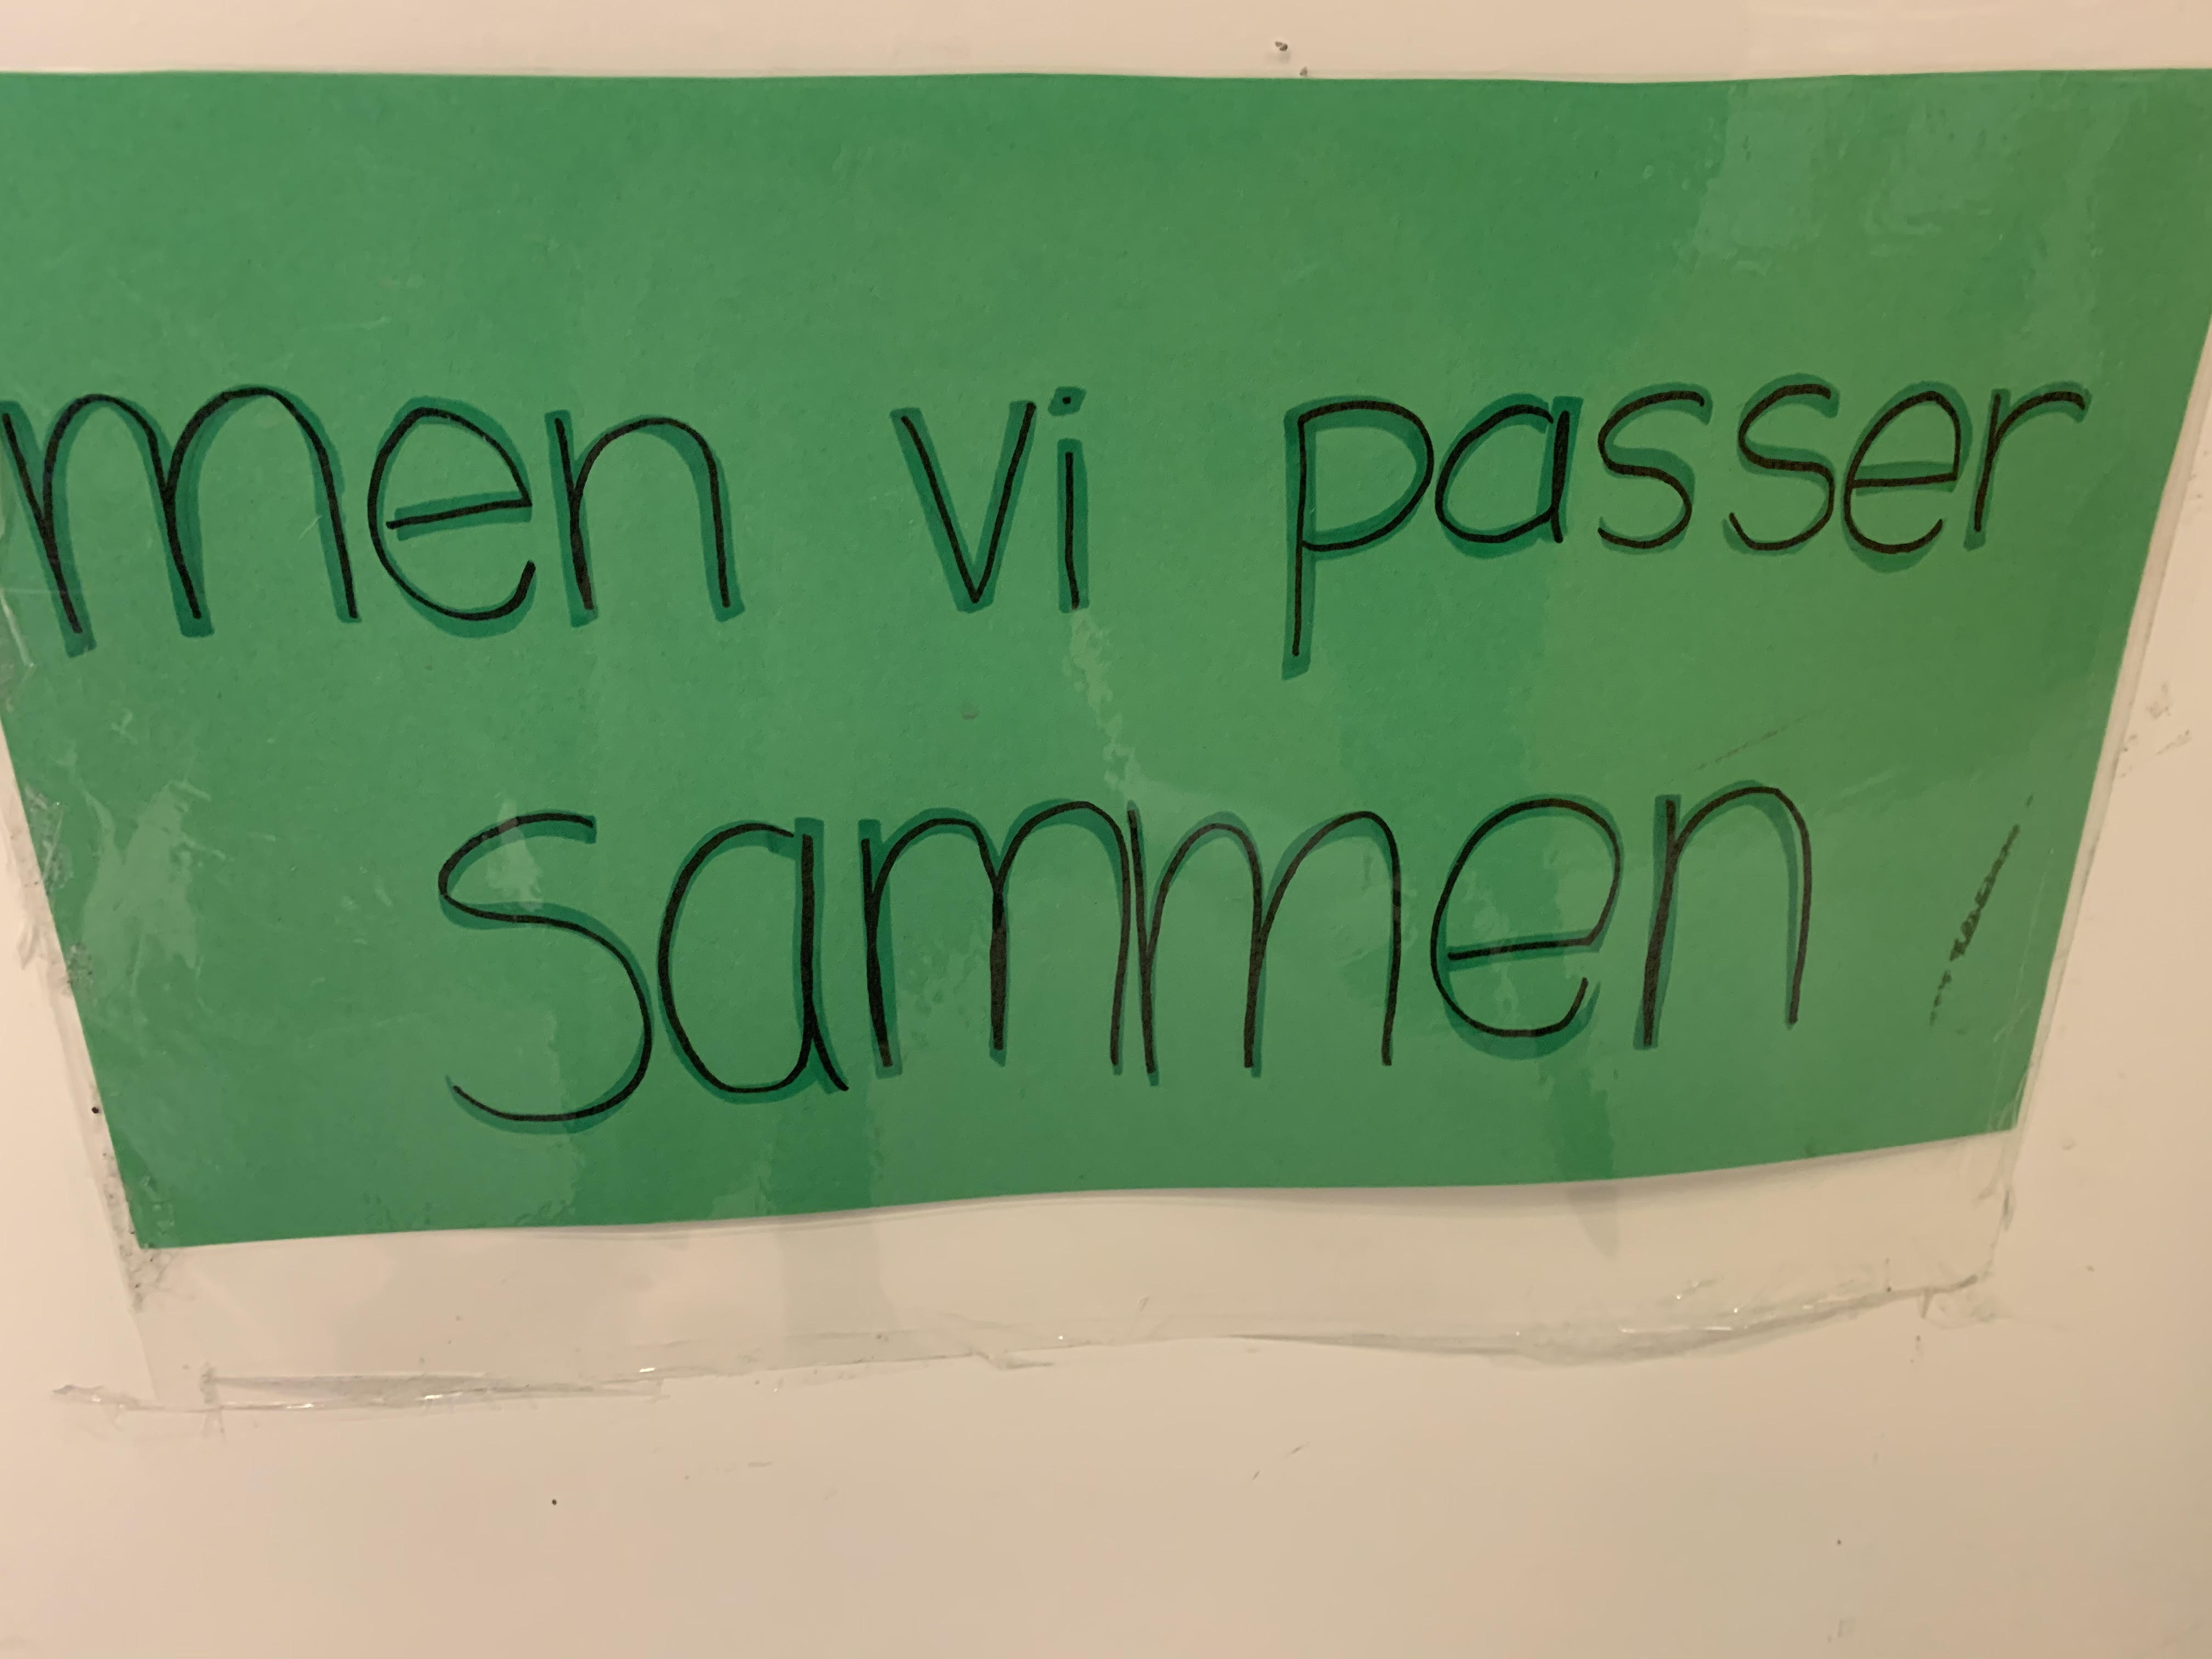 men vi passer
sammen